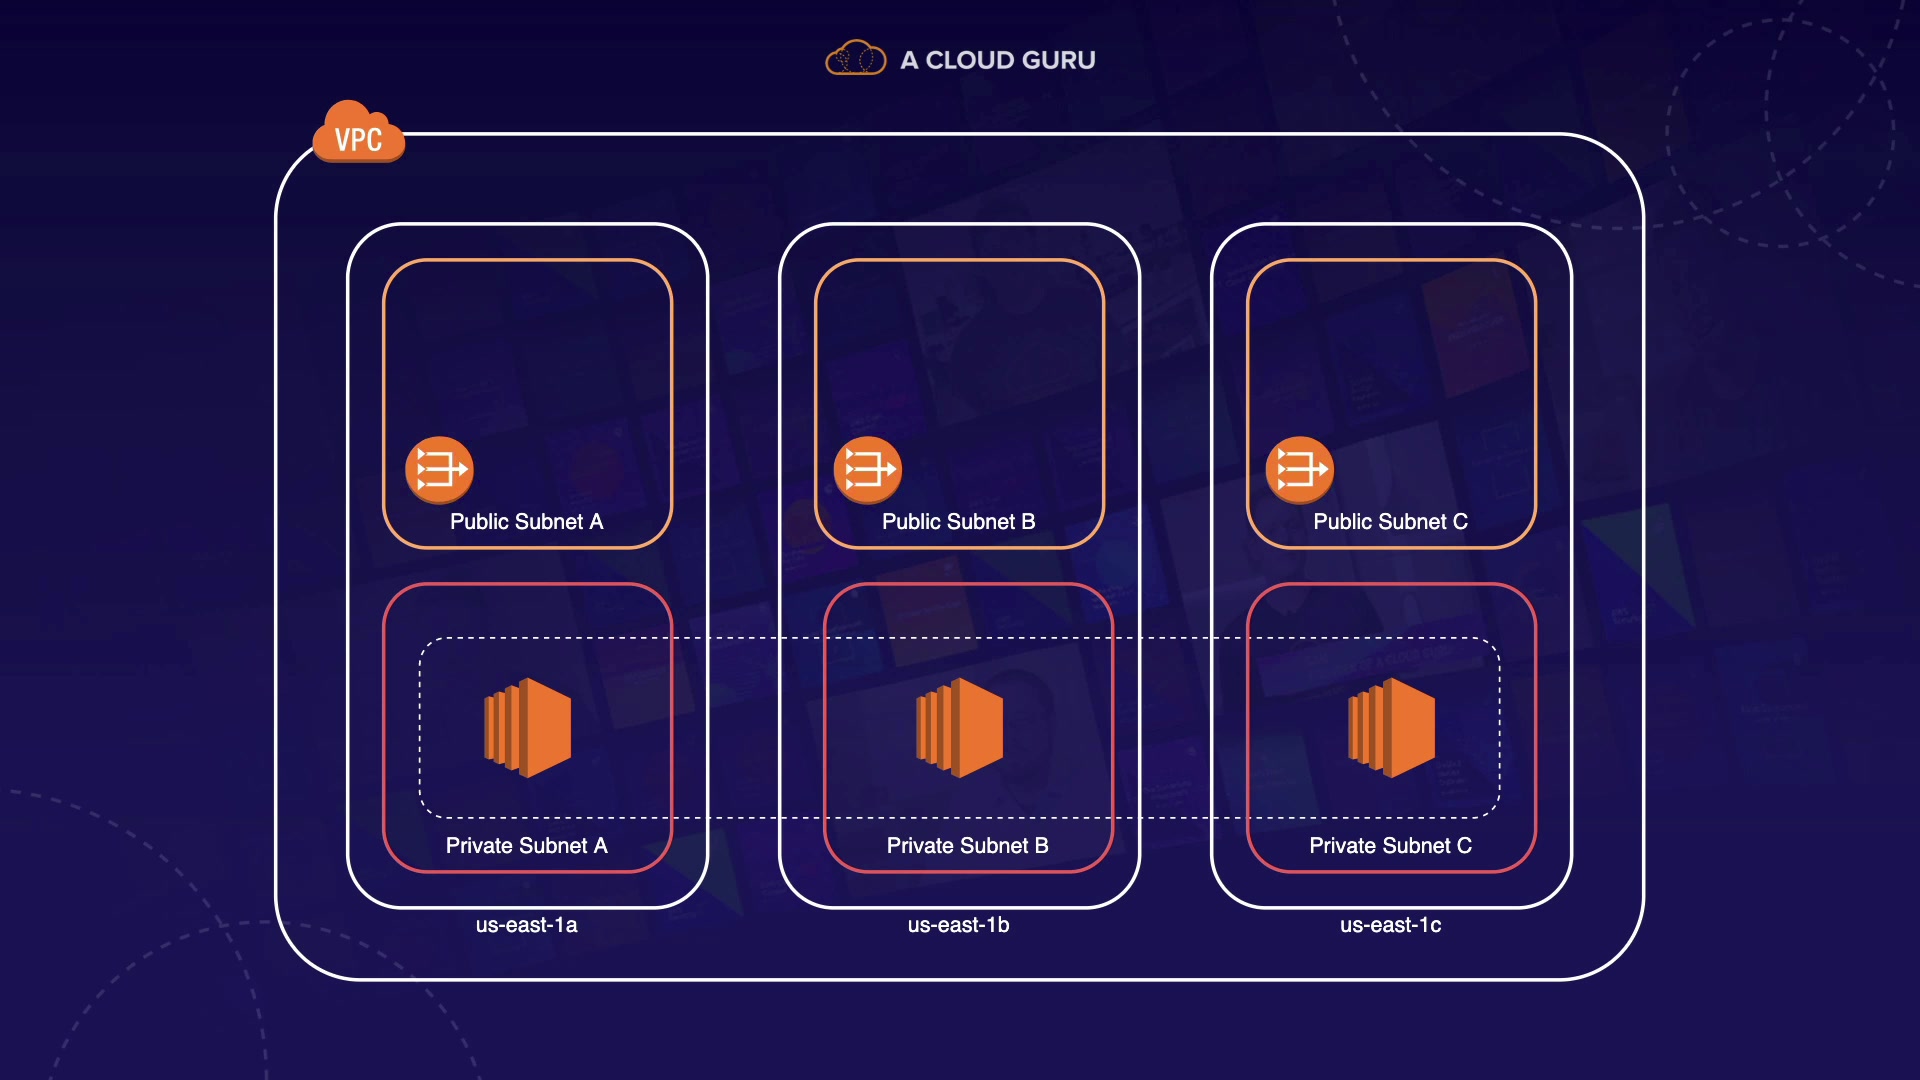 A CLOUD GURU
VPC
Public Subnet A
Public Subnet B
Public Subnet C
Private Subnet A
Private Subnet B
Private Subnet C
us-east-1a
us-east-1b
us-east-1c